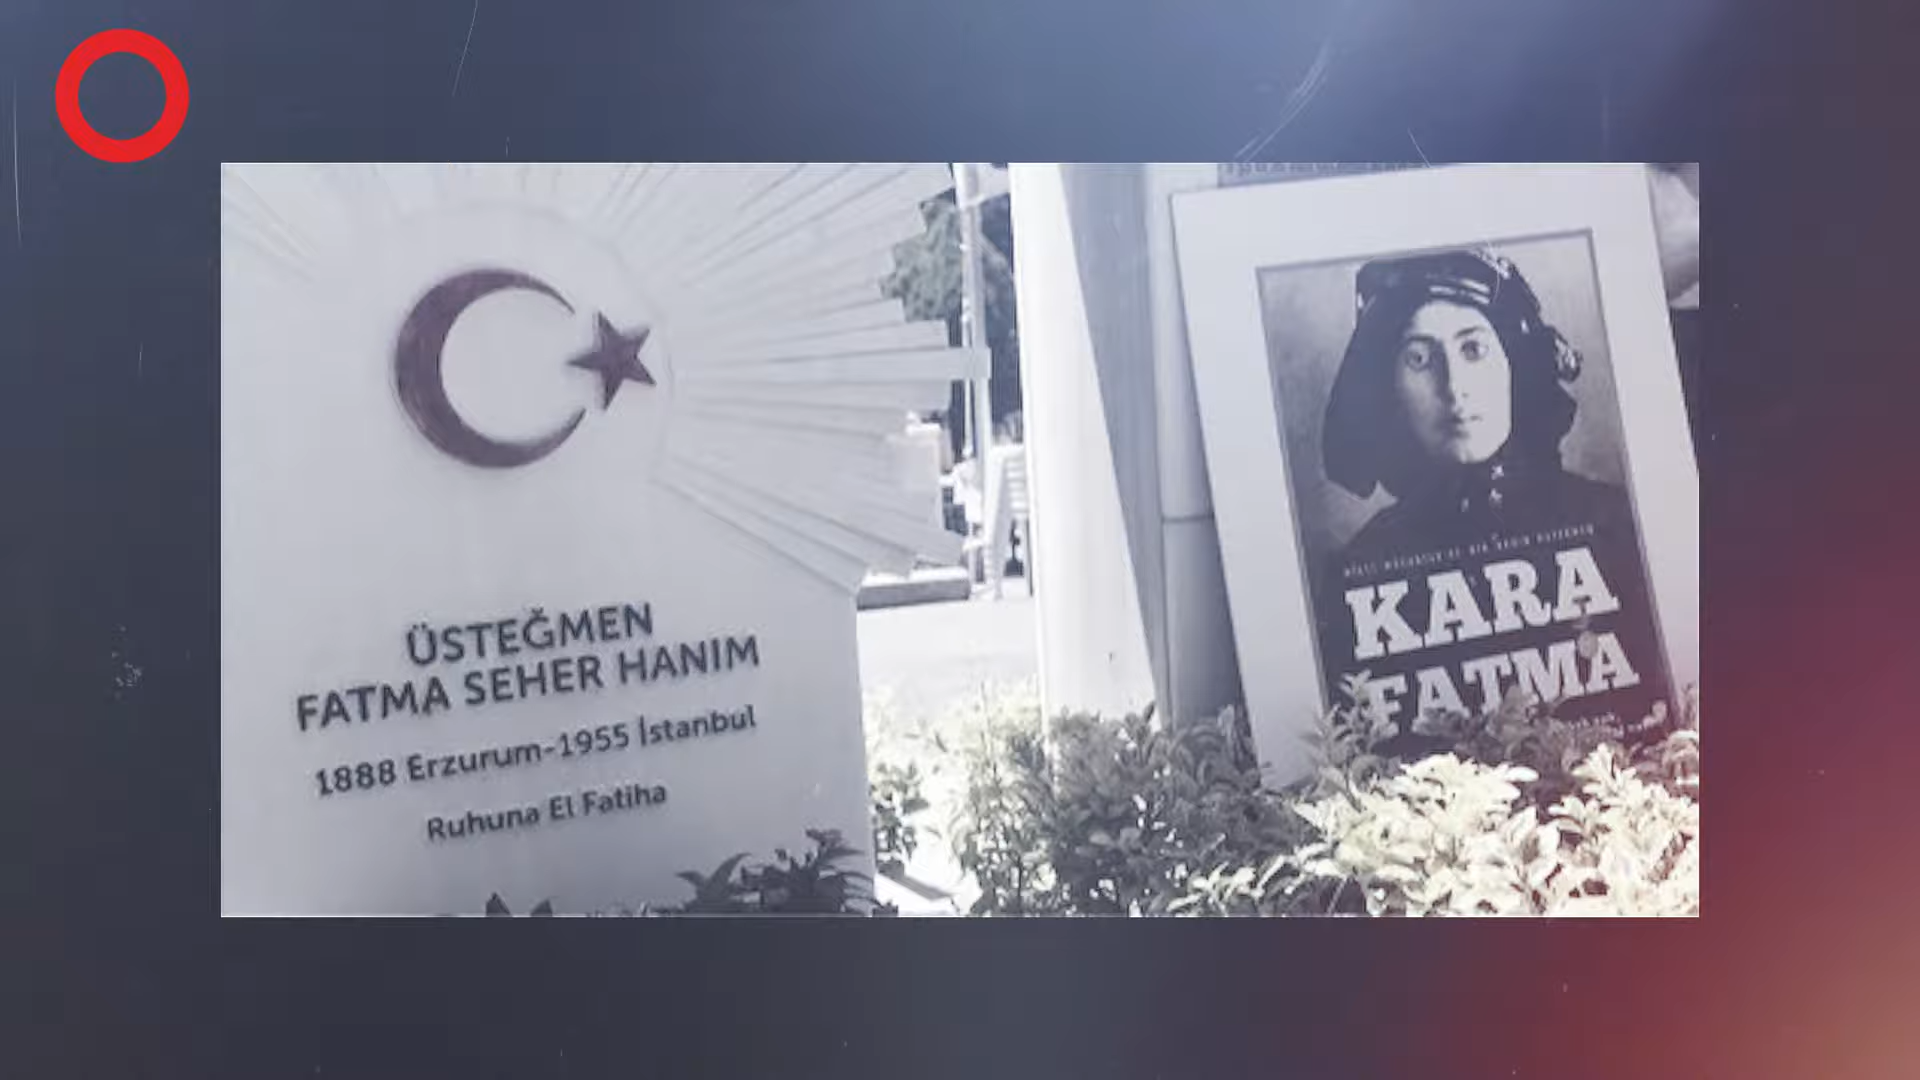 ÜSTEĞMEN
FATMA SEHER HANIM
1888 Erzurum-1955 İstanbul
Ruhuna El Fatiha
KARA
FATMA